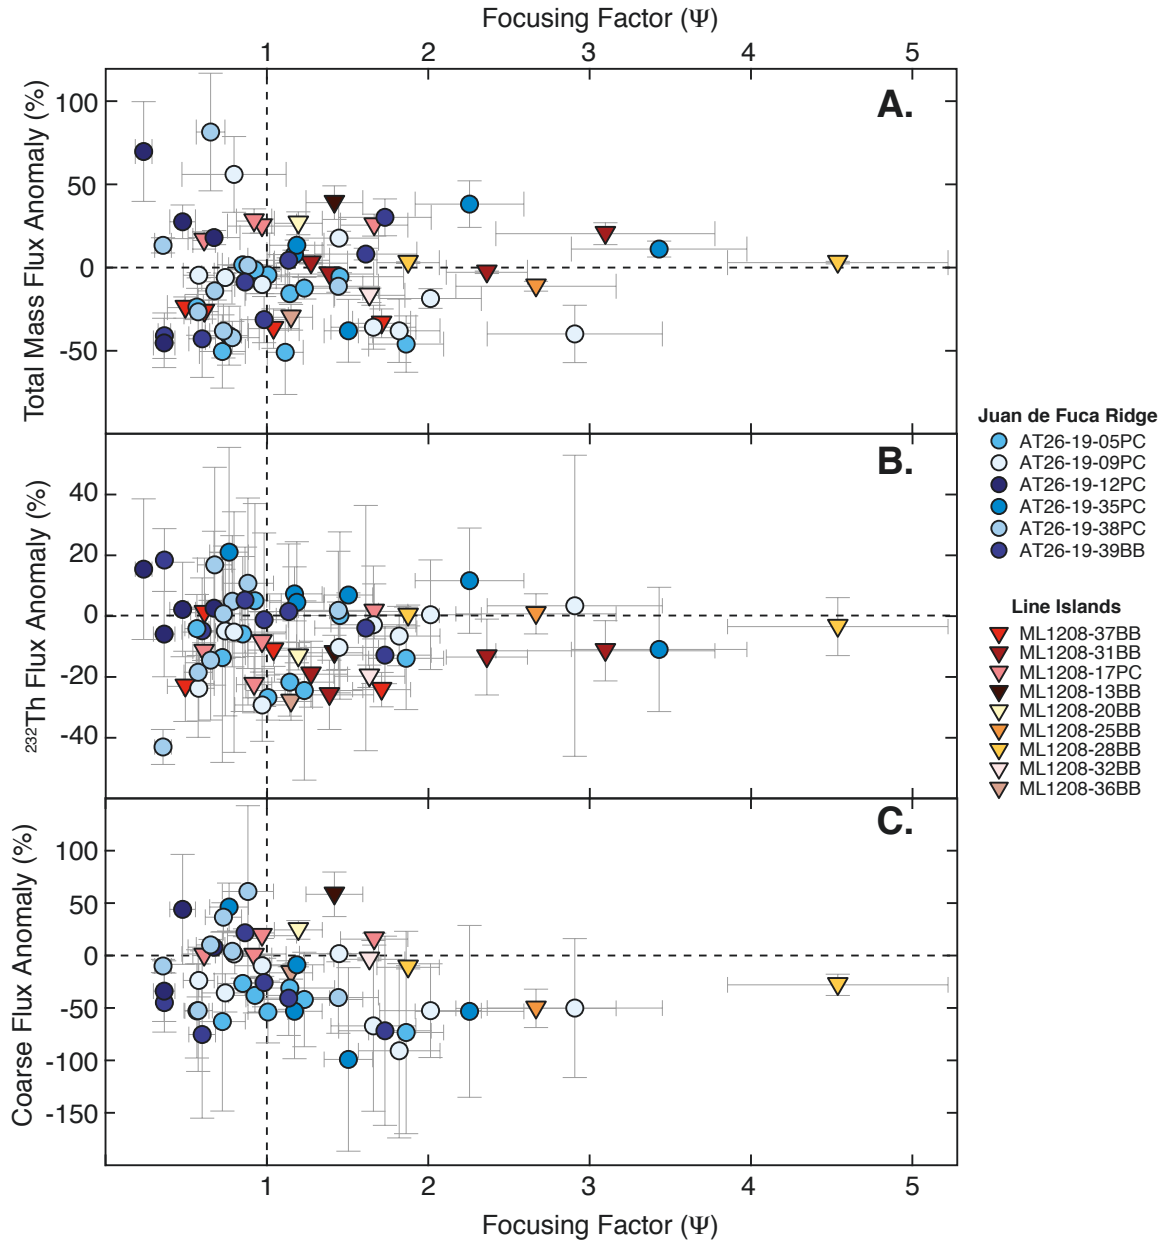 Focusing Factor (Ψ)
1 2 3 4 5
A.
Total Mass Flux Anomaly (%)
100
50
0
-50
B.
²³²Th Flux Anomaly (%)
40
20
0
-20
-40
C.
Coarse Flux Anomaly (%)
100
50
0
-50
-100
-150
1 2 3 4 5
Focusing Factor (Ψ)
Juan de Fuca Ridge
AT26-19-05PC
AT26-19-09PC
AT26-19-12PC
AT26-19-35PC
AT26-19-38PC
AT26-19-39BB
Line Islands
ML1208-37BB
ML1208-31BB
ML1208-17PC
ML1208-13BB
ML1208-20BB
ML1208-25BB
ML1208-28BB
ML1208-32BB
ML1208-36BB